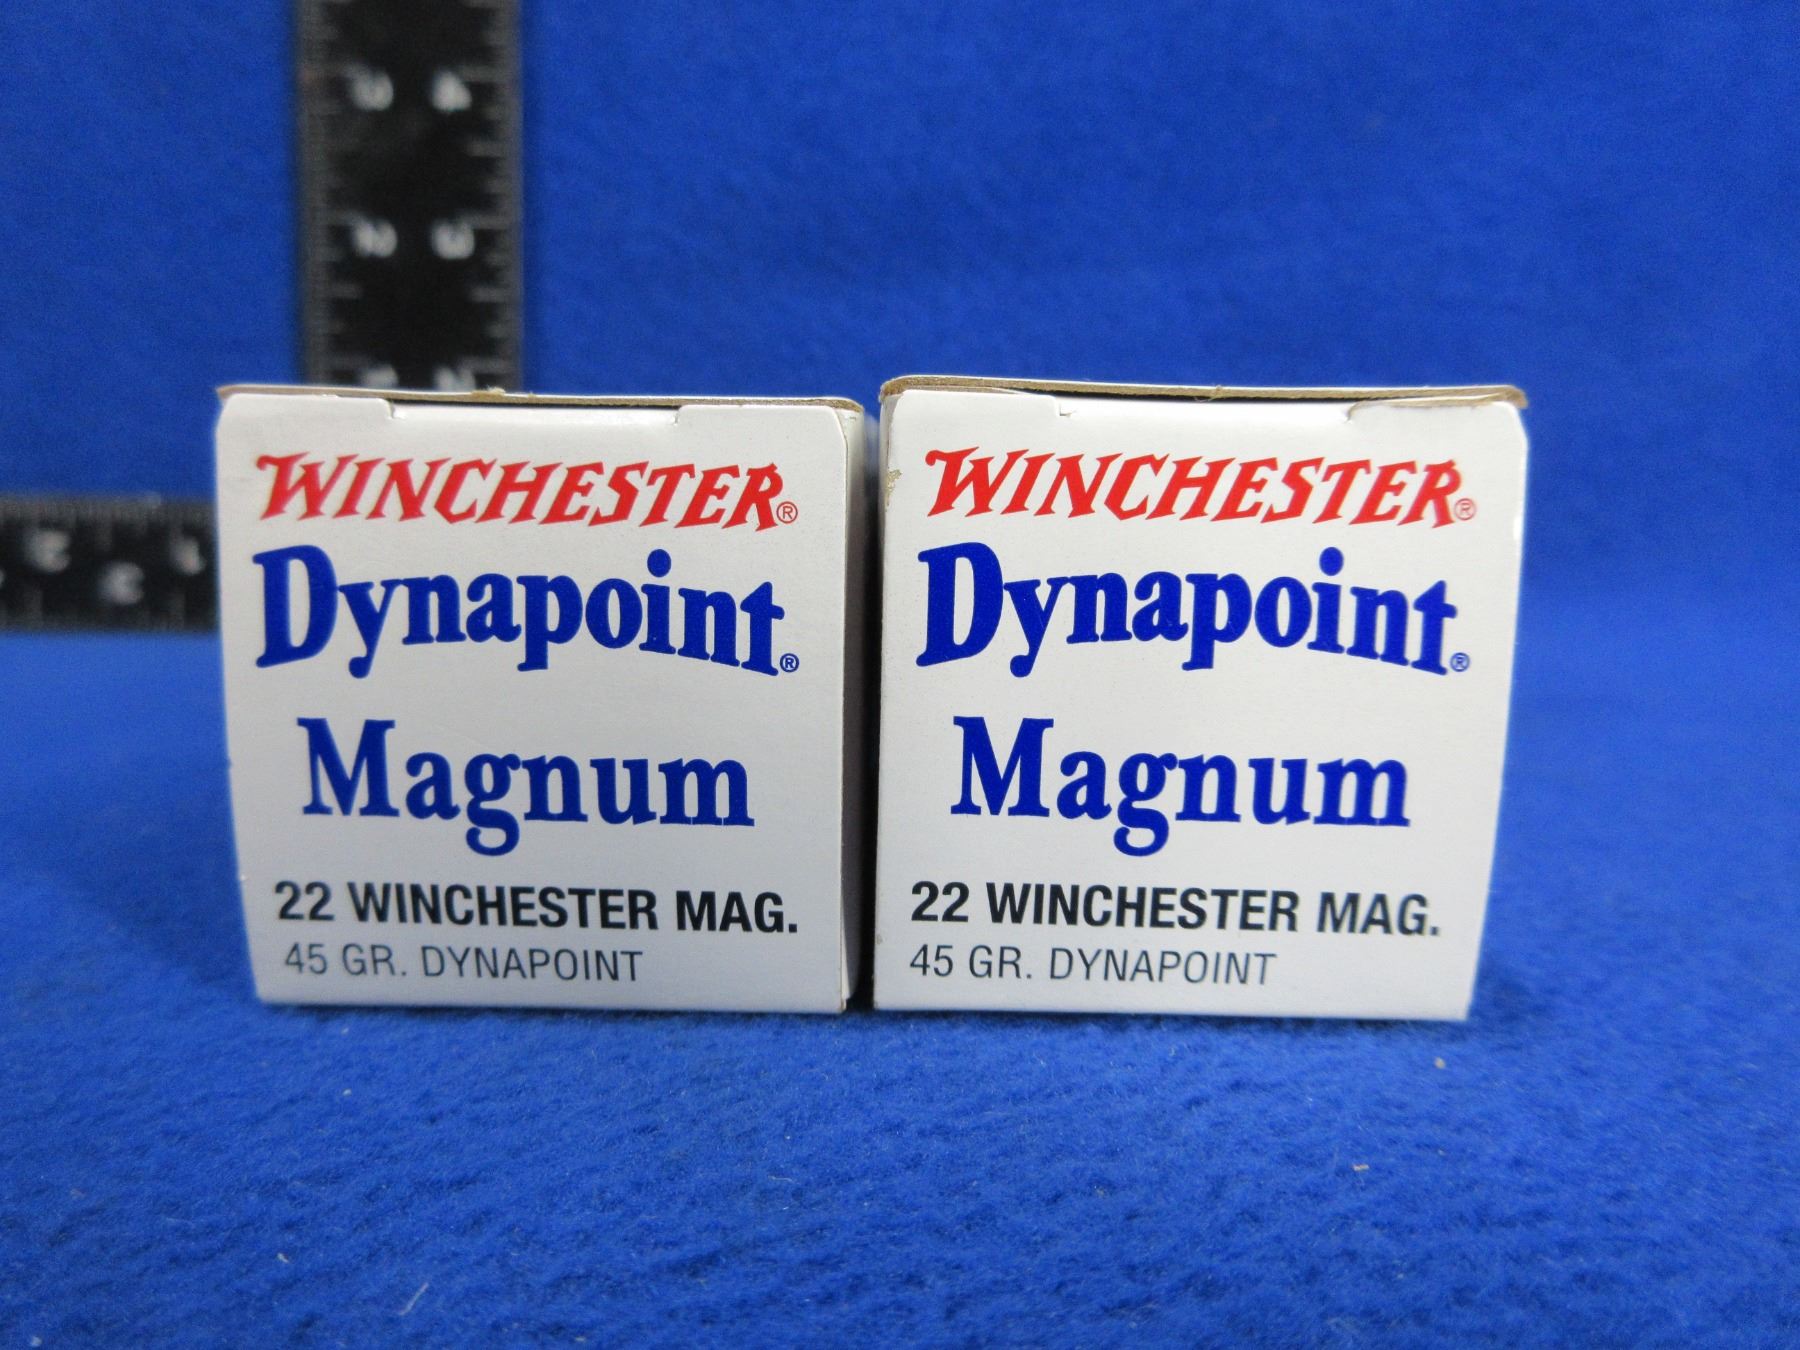 WINCHESTER®
Dynapoint®
Magnum
22 WINCHESTER MAG.
45 GR. DYNAPOINT
WINCHESTER®
Dynapoint®
Magnum
22 WINCHESTER MAG.
45 GR. DYNAPOINT